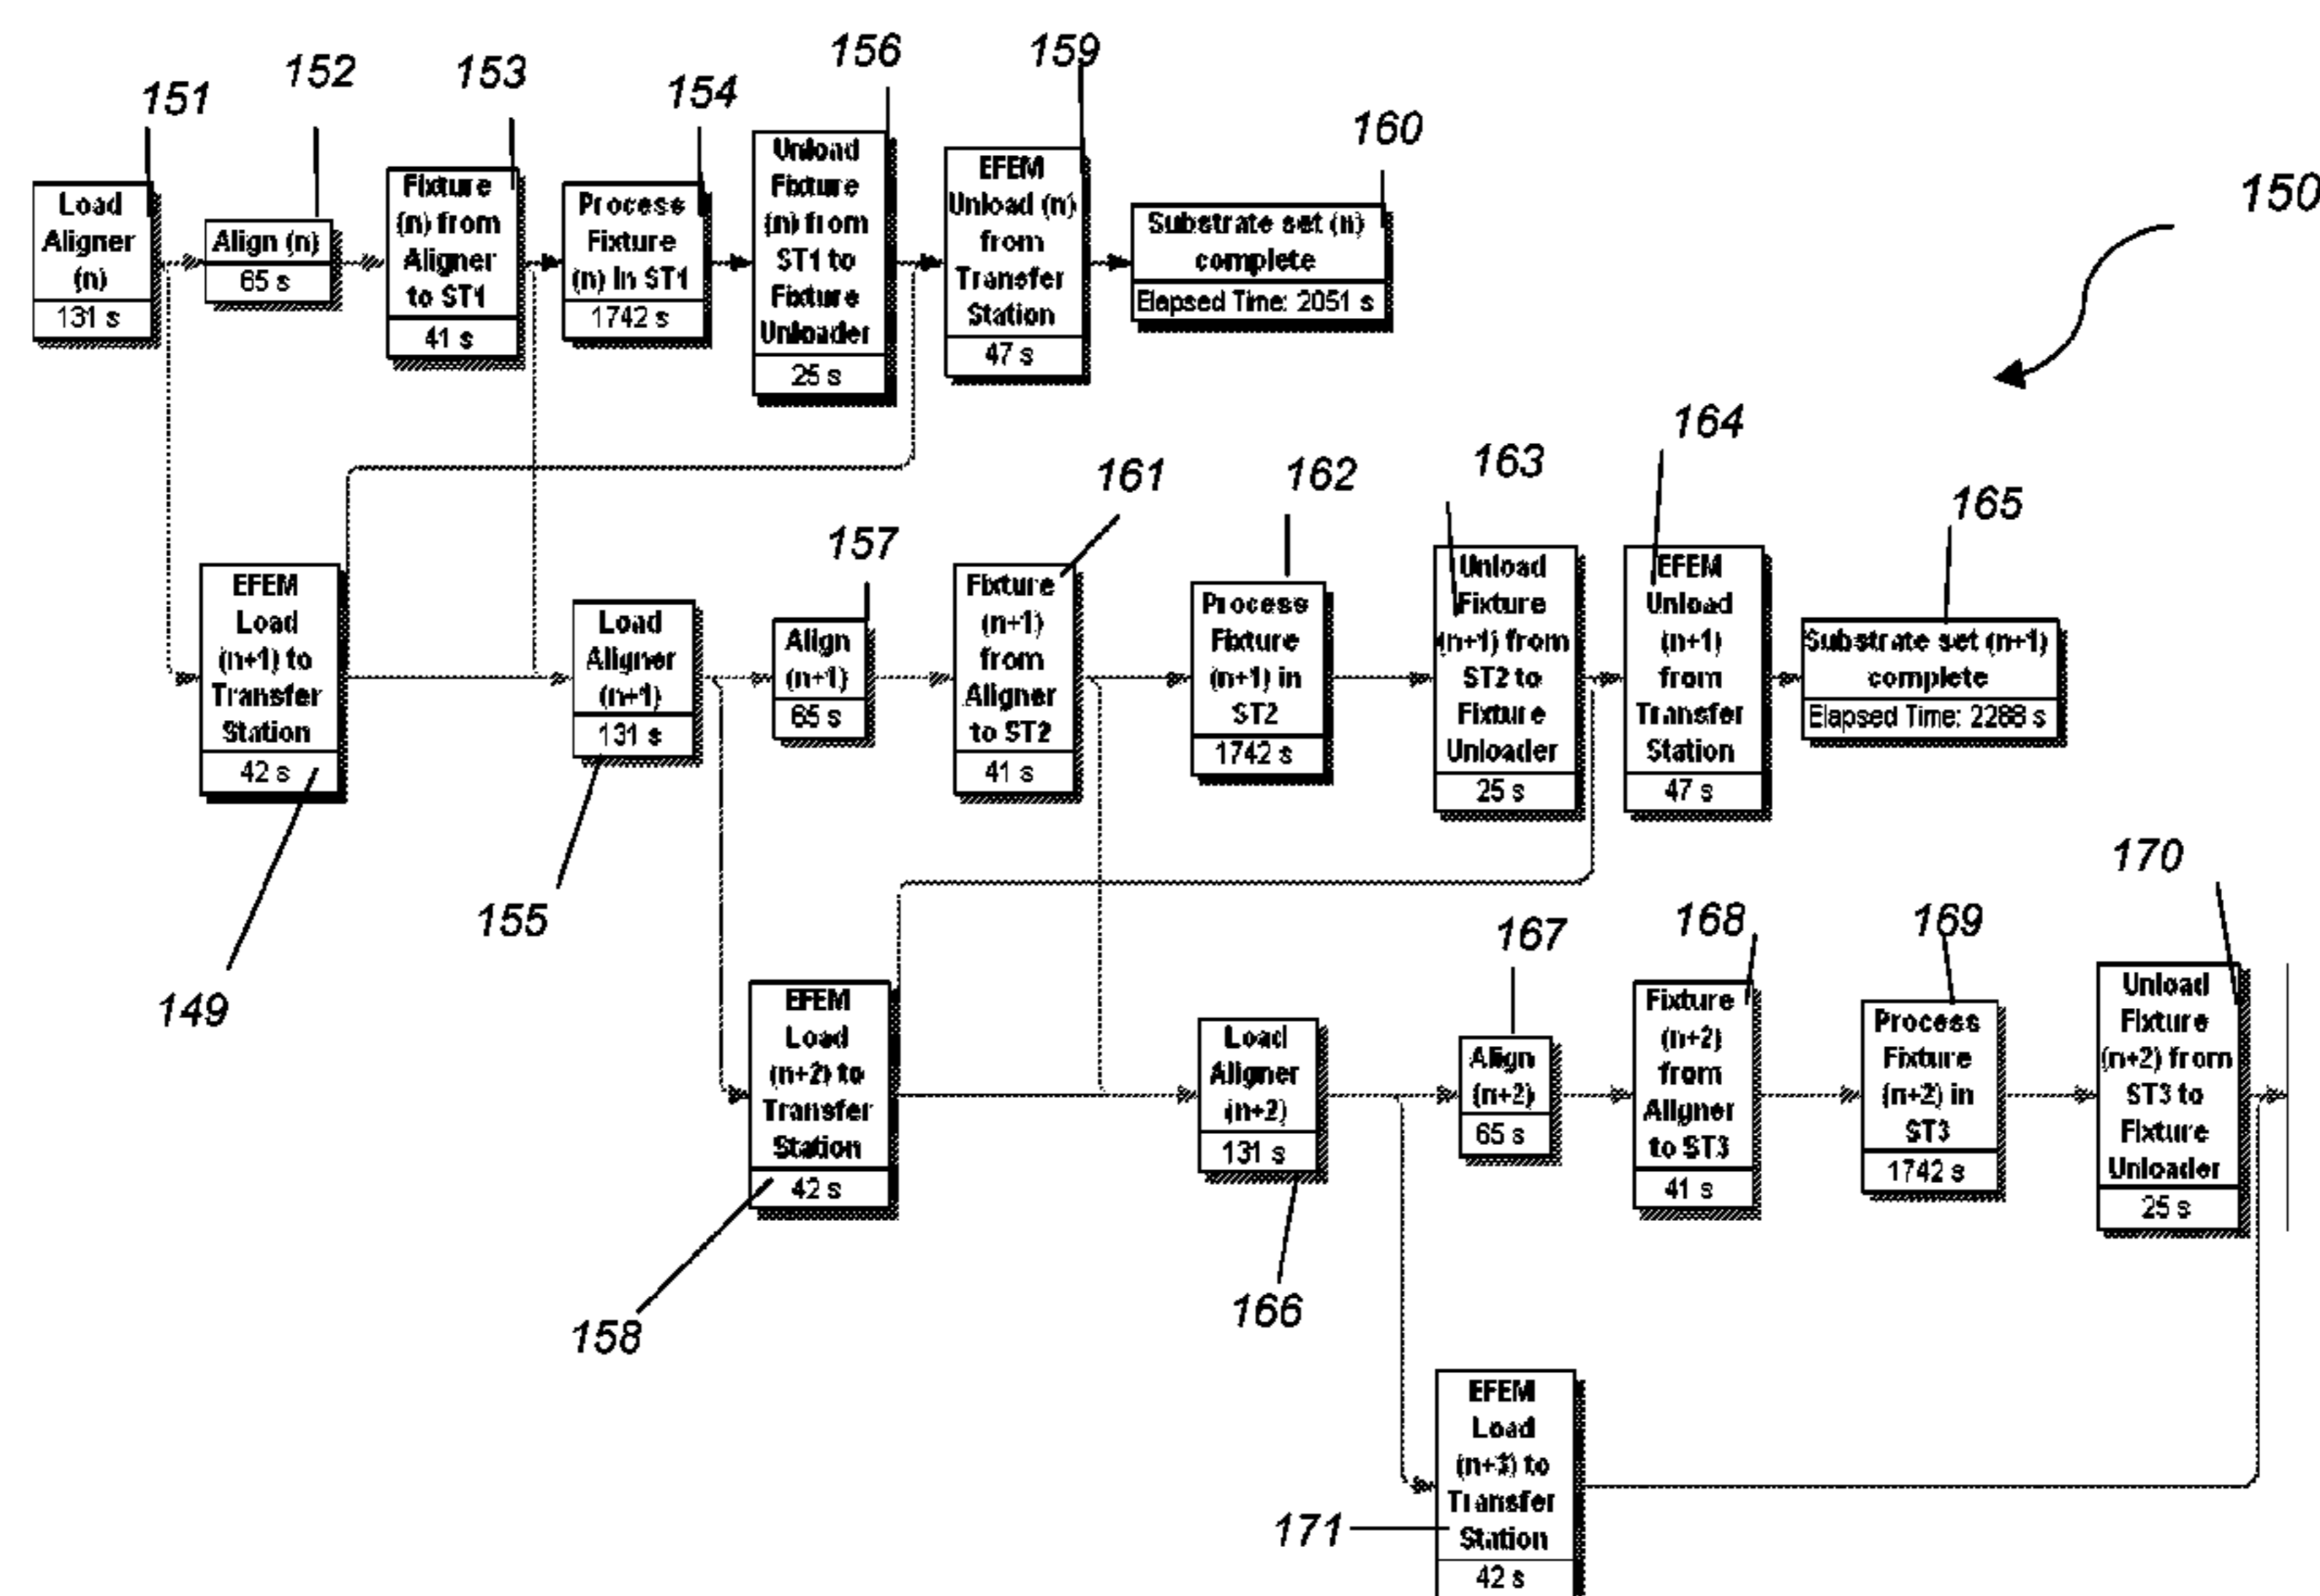 151
152
153
154
156
159
160
150
Load
Aligner
(n)
131 s
Align (n)
65 s
Fixture
(n) from
Aligner
to ST1
41 s
Process
Fixture
(n) in ST1
1742 s
Unload
Fixture
(n) from
ST1 to
Fixture
Unloader
25 s
EFEM
Unload (n)
from
Transfer
Station
47 s
Substrate set (n)
complete
Elapsed Time: 2051 s
157
161
162
163
164
165
EFEM
Load
(n+1) to
Transfer
Station
42 s
Load
Aligner
(n+1)
131 s
Align
(n+1)
65 s
Fixture
(n+1)
from
Aligner
to ST2
41 s
Process
Fixture
(n+1) in
ST2
1742 s
Unload
Fixture
(n+1) from
ST2 to
Fixture
Unloader
25 s
EFEM
Unload
(n+1)
from
Transfer
Station
47 s
Substrate set (n+1)
complete
Elapsed Time: 2288 s
149
155
167
168
169
170
EFEM
Load
(n+2) to
Transfer
Station
42 s
Load
Aligner
(n+2)
131 s
Align
(n+2)
65 s
Fixture
(n+2)
from
Aligner
to ST3
41 s
Process
Fixture
(n+2) in
ST3
1742 s
Unload
Fixture
(n+2) from
ST3 to
Fixture
Unloader
25 s
158
166
EFEM
Load
(n+3) to
Transfer
Station
42 s
171